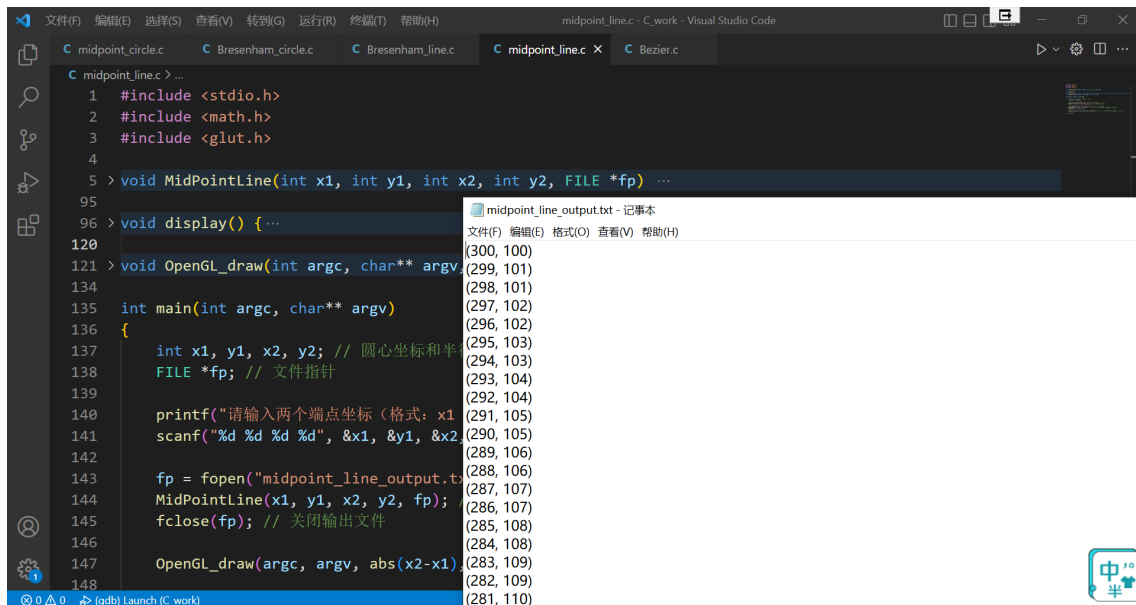 文件(F) 编辑(E) 选择(S) 查看(V) 转到(G) 运行(R) 终端(T) 帮助(H) midpoint_line.c - C_work - Visual Studio Code
C midpoint_circle.c C Bresenham_circle.c C Bresenham_line.c C midpoint_line.c × C Bezier.c
C midpoint_line.c > ...
1 #include <stdio.h>
2 #include <math.h>
3 #include <glut.h>
4
5 > void MidPointLine(int x1, int y1, int x2, int y2, FILE *fp) ···
95
96 > void display() { ···
120
121 > void OpenGL_draw(int argc, char** argv,
134
135 int main(int argc, char** argv)
136 {
137 int x1, y1, x2, y2; // 圆心坐标和半
138 FILE *fp; // 文件指针
139
140 printf("请输入两个端点坐标（格式：x1
141 scanf("%d %d %d %d", &x1, &y1, &x2,
142
143 fp = fopen("midpoint_line_output.tx
144 MidPointLine(x1, y1, x2, y2, fp); /
145 fclose(fp); // 关闭输出文件
146
147 OpenGL_draw(argc, argv, abs(x2-x1),
148
0 0 (gdb) Launch (C_work)
1
midpoint_line_output.txt - 记事本
文件(F) 编辑(E) 格式(O) 查看(V) 帮助(H)
(300, 100)
(299, 101)
(298, 101)
(297, 102)
(296, 102)
(295, 103)
(294, 103)
(293, 104)
(292, 104)
(291, 105)
(290, 105)
(289, 106)
(288, 106)
(287, 107)
(286, 107)
(285, 108)
(284, 108)
(283, 109)
(282, 109)
(281, 110)
中
半